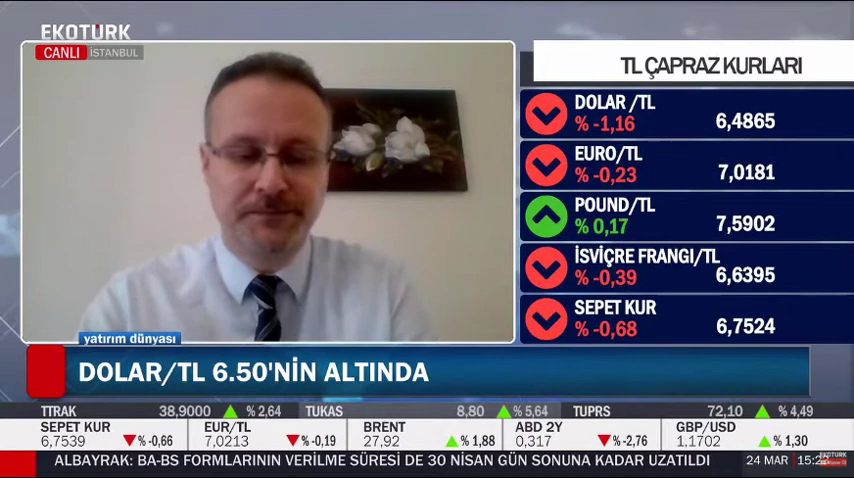 EKOTÜRK
CANLI İSTANBUL
TL ÇAPRAZ KURLARI
DOLAR /TL
% -1,16 6,4865
EURO/TL
% -0,23 7,0181
POUND/TL
% 0,17 7,5902
İSVİÇRE FRANGI/TL
% -0,39 6,6395
SEPET KUR
% -0,68 6,7524
yatırım dünyası
DOLAR/TL 6.50'NİN ALTINDA
TTRAK 38,9000 % 2,64 TUKAS 8,80 % 5,64 TUPRS 72,10 % 4,49
SEPET KUR EUR/TL BRENT ABD 2Y GBP/USD
6,7539 % -0,66 7,0213 % -0,19 27,92 % 1,88 0,317 % -2,76 1,1702 % 1,30
ALBAYRAK: BA-BS FORMLARININ VERİLME SÜRESİ DE 30 NİSAN GÜN SONUNA KADAR UZATILDI 24 MAR
EKOTÜRK